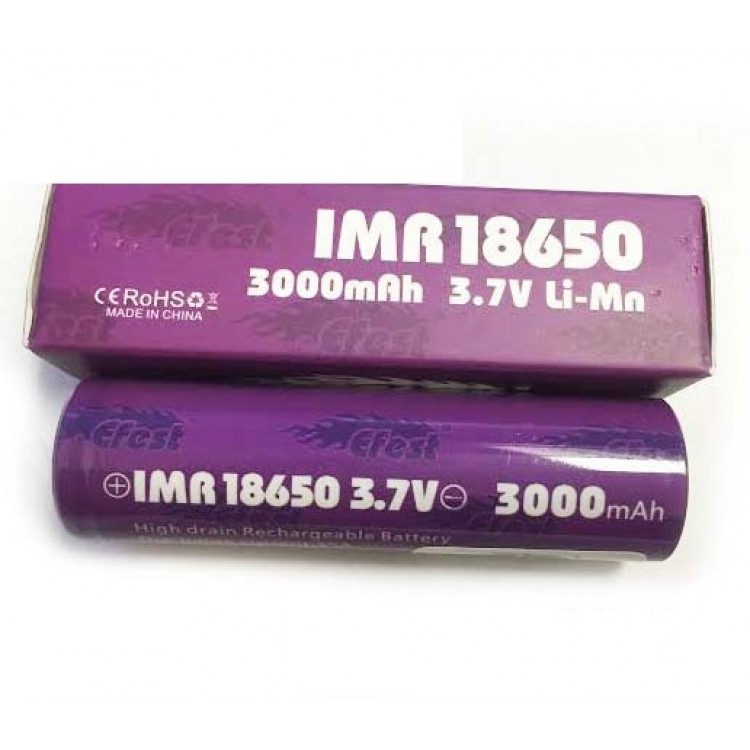 Efest
IMR 18650
3000mAh 3.7V Li-Mn
CE RoHS
MADE IN CHINA
Efest Efest®
⊕IMR 18650 3.7V⊖ 3000mAh
High drain Rechargeable Battery